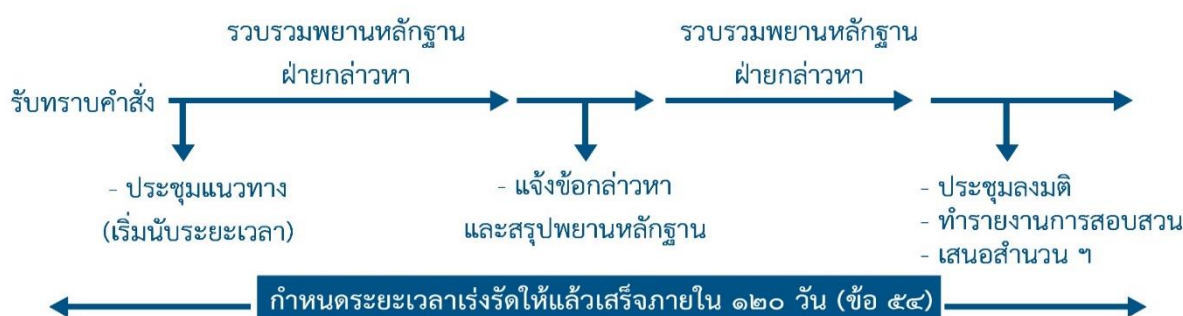 รวบรวมพยานหลักฐาน
ฝ่ายกล่าวหา
รวบรวมพยานหลักฐาน
ฝ่ายกล่าวหา
รับทราบคำสั่ง
- ประชุมแนวทาง
(เริ่มนับระยะเวลา)
- แจ้งข้อกล่าวหา
และสรุปพยานหลักฐาน
- ประชุมลงมติ
- ทำรายงานการสอบสวน
- เสนอสำนวน ฯ
กำหนดระยะเวลาเร่งรัดให้แล้วเสร็จภายใน ๑๒๐ วัน (ข้อ ๕๔)